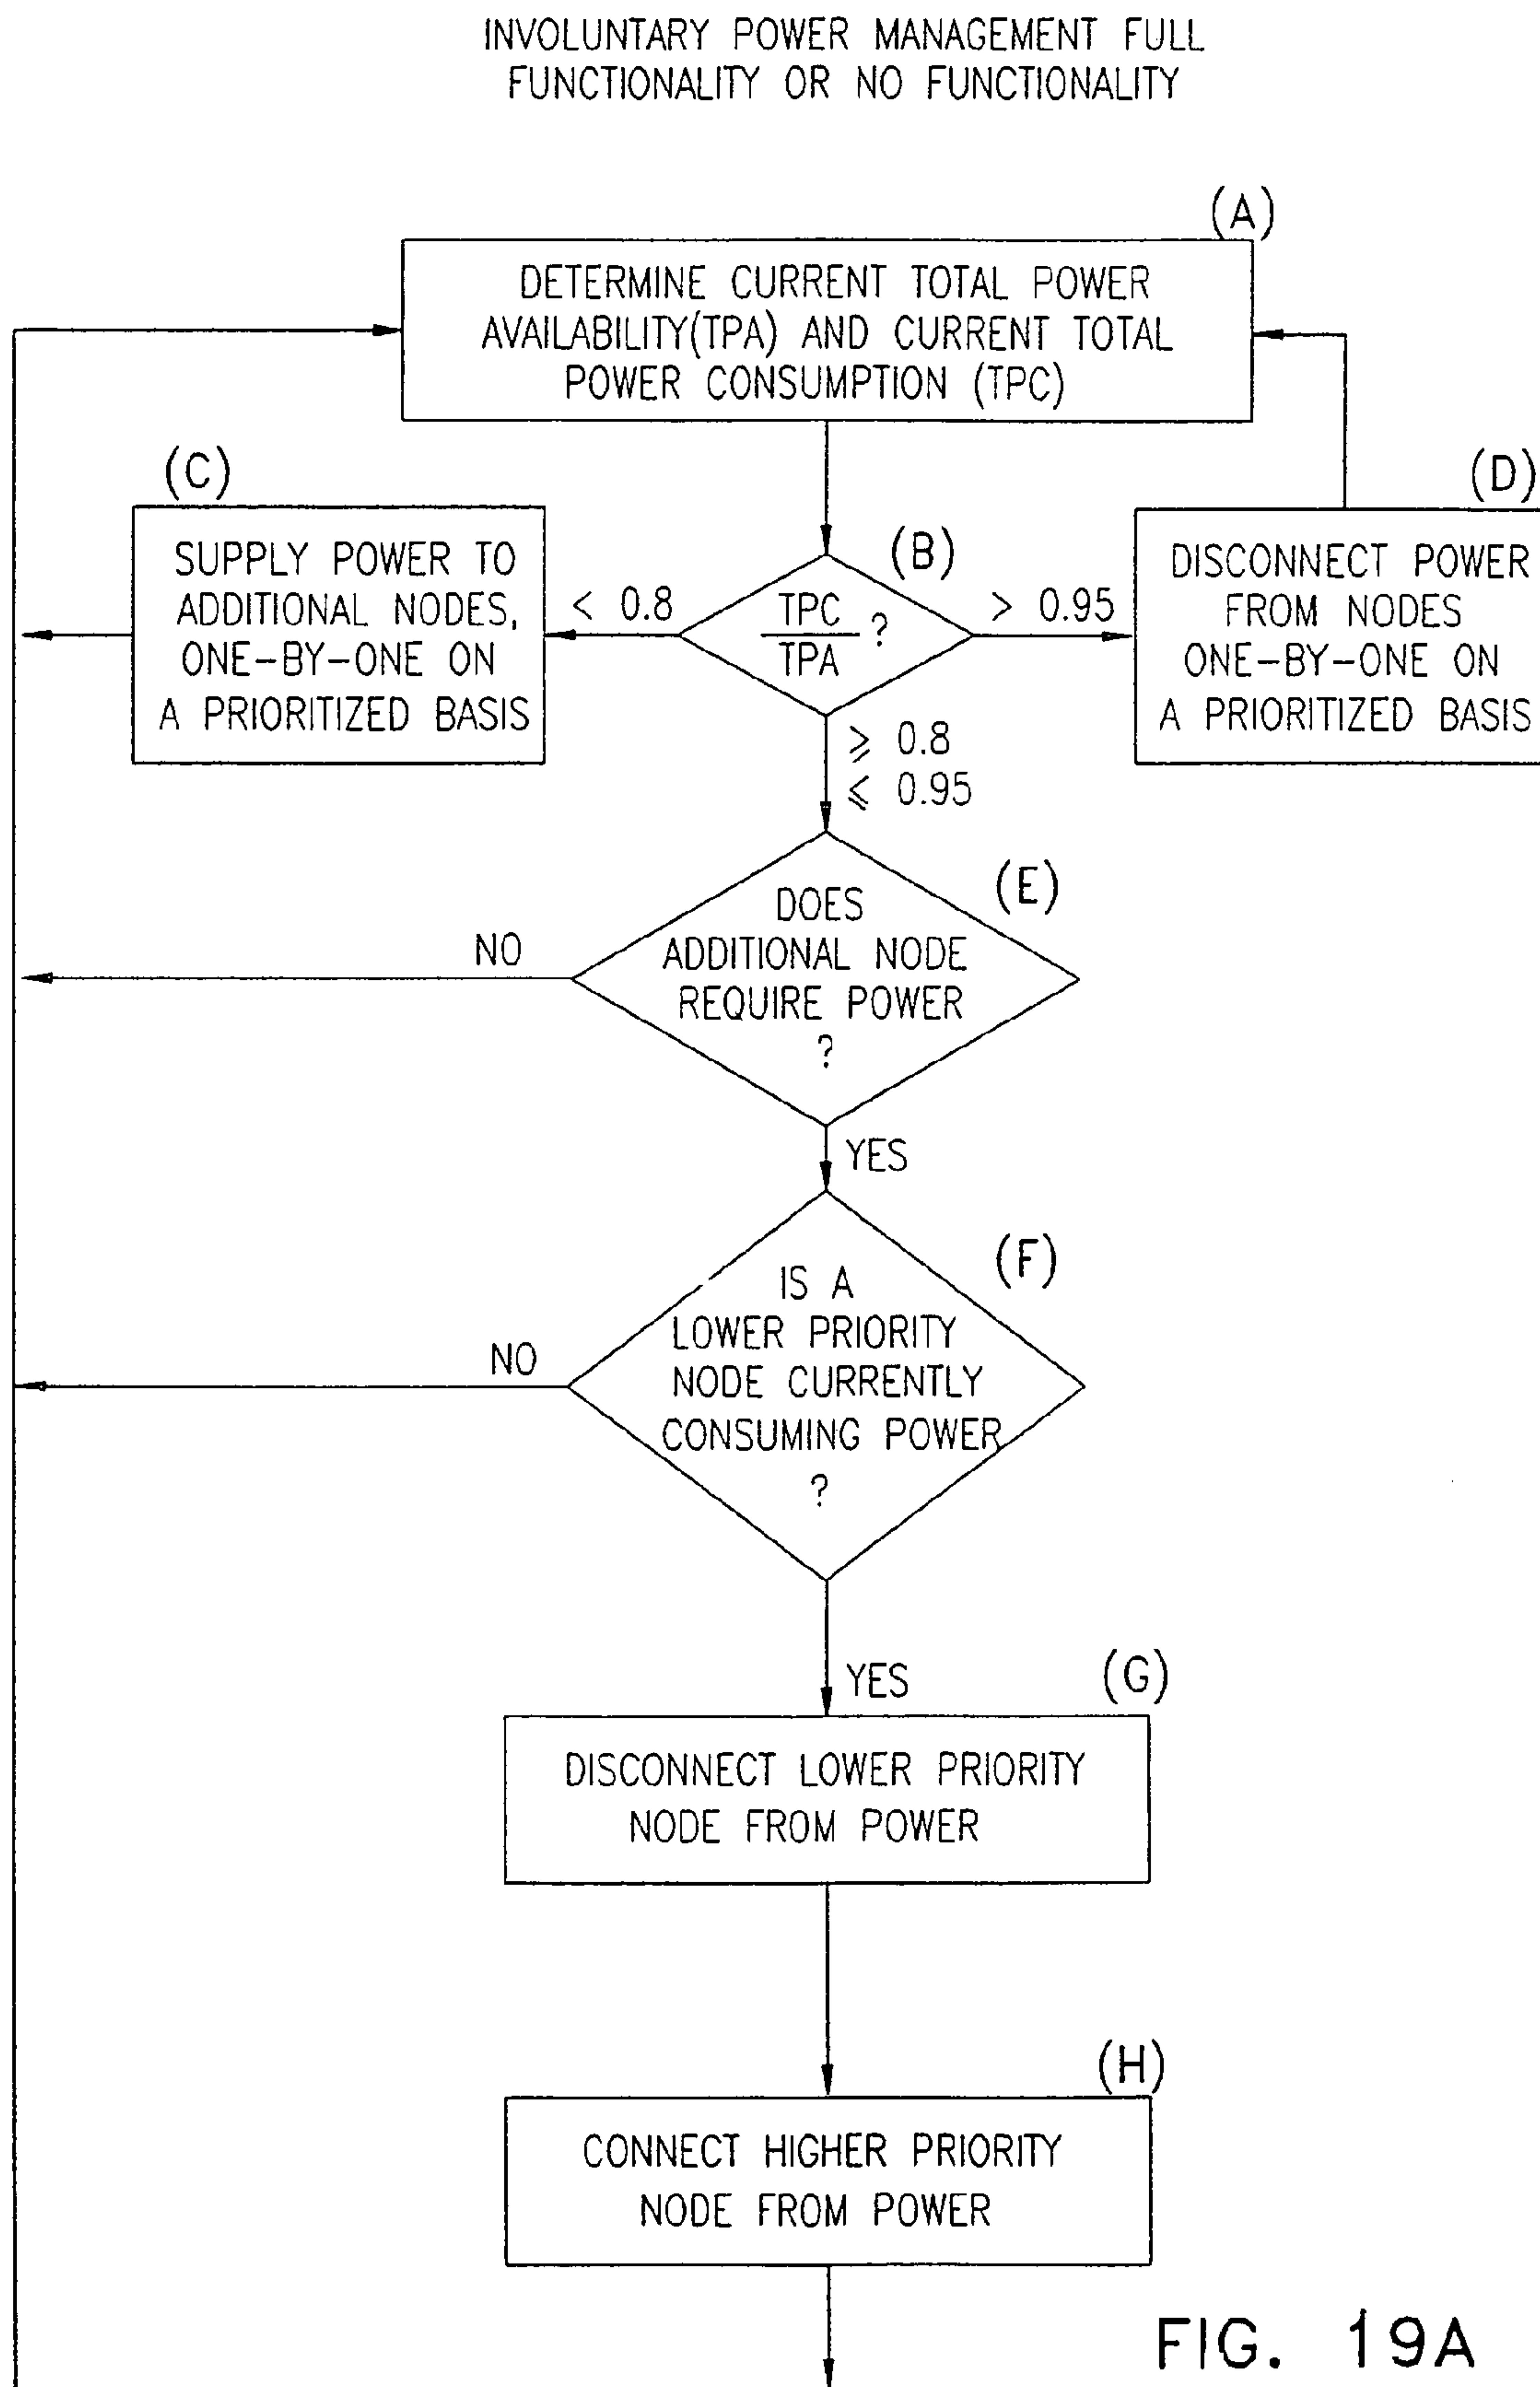 INVOLUNTARY POWER MANAGEMENT FULL
FUNCTIONALITY OR NO FUNCTIONALITY
(A)
DETERMINE CURRENT TOTAL POWER
AVAILABILITY(TPA) AND CURRENT TOTAL
POWER CONSUMPTION (TPC)
(C)
SUPPLY POWER TO
ADDITIONAL NODES,
ONE-BY-ONE ON
A PRIORITIZED BASIS
< 0.8
(B)
TPC
TPA
?
> 0.95
(D)
DISCONNECT POWER
FROM NODES
ONE-BY-ONE ON
A PRIORITIZED BASIS
⩾ 0.8
⩽ 0.95
(E)
DOES
ADDITIONAL NODE
REQUIRE POWER
?
NO
YES
(F)
IS A
LOWER PRIORITY
NODE CURRENTLY
CONSUMING POWER
?
NO
YES
(G)
DISCONNECT LOWER PRIORITY
NODE FROM POWER
(H)
CONNECT HIGHER PRIORITY
NODE FROM POWER
FIG. 19A